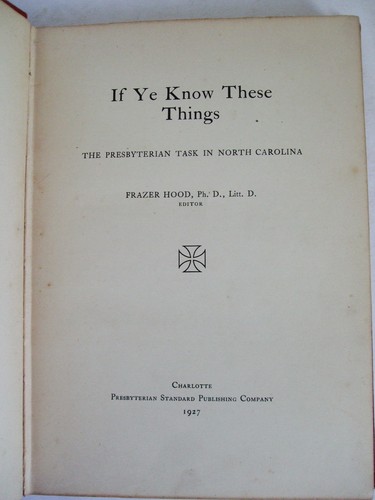 If Ye Know These
Things
THE PRESBYTERIAN TASK IN NORTH CAROLINA
FRAZER HOOD, Ph. D., Litt. D.
EDITOR
CHARLOTTE
PRESBYTERIAN STANDARD PUBLISHING COMPANY
1927